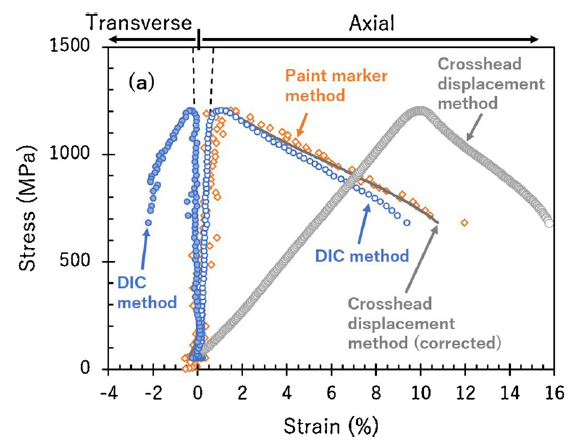 Transverse Axial
1500
(a)
Crosshead
displacement
method
Paint marker
method
1000
Stress (MPa)
500
DIC
method
DIC method
Crosshead
displacement
method (corrected)
0
-4 -2 0 2 4 6 8 10 12 14 16
Strain (%)